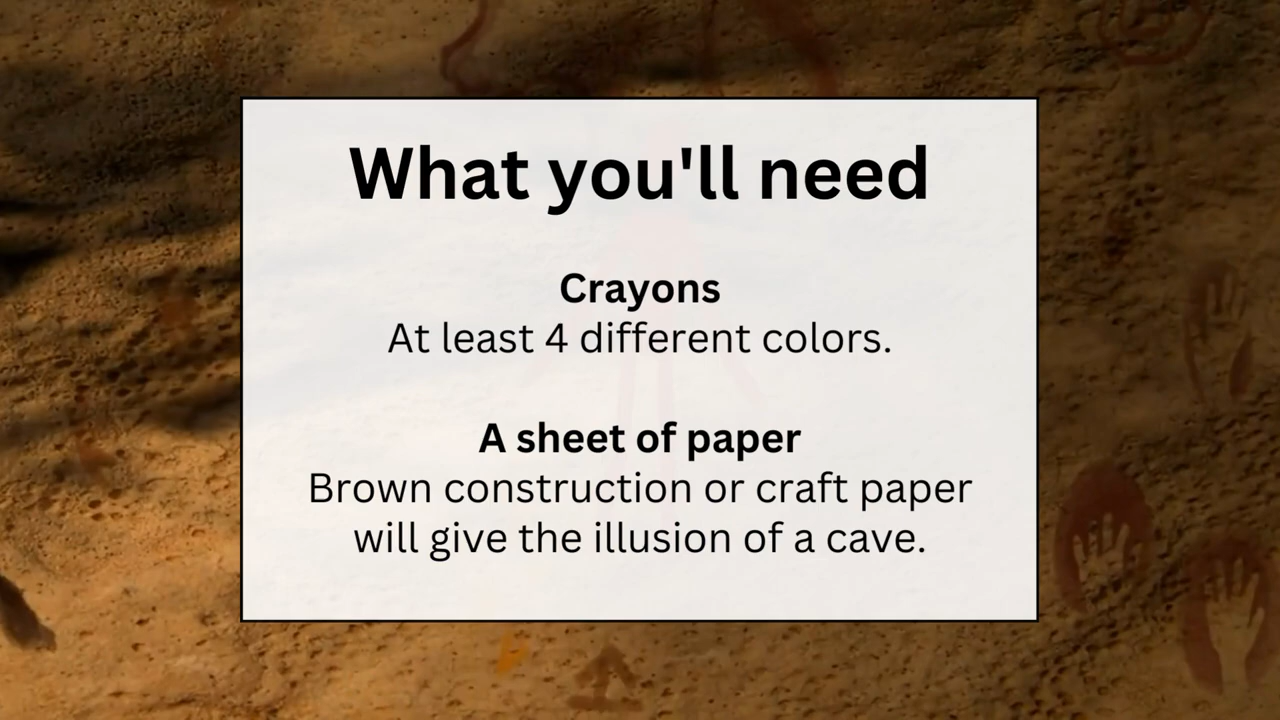 What you'll need
Crayons
At least 4 different colors.
A sheet of paper
Brown construction or craft paper
will give the illusion of a cave.